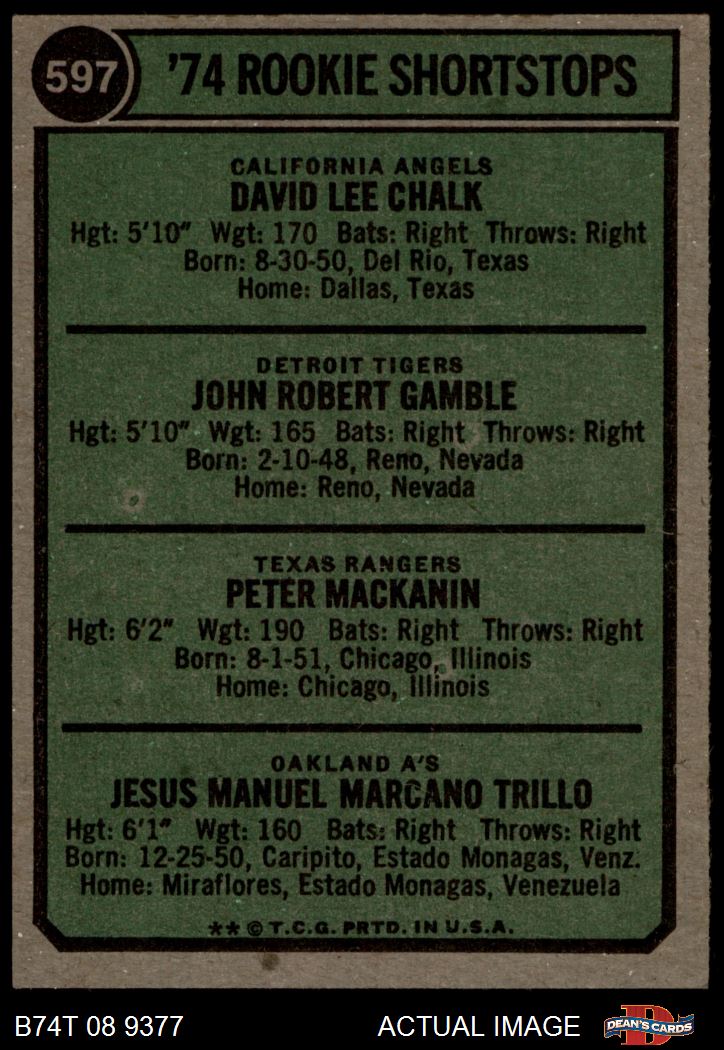 597
'74 ROOKIE SHORTSTOPS
CALIFORNIA ANGELS
DAVID LEE CHALK
Hgt: 5'10" Wgt: 170 Bats: Right Throws: Right
Born: 8-30-50, Del Rio, Texas
Home: Dallas, Texas
DETROIT TIGERS
JOHN ROBERT GAMBLE
Hgt: 5'10" Wgt: 165 Bats: Right Throws: Right
Born: 2-10-48, Reno, Nevada
Home: Reno, Nevada
TEXAS RANGERS
PETER MACKANIN
Hgt: 6'2" Wgt: 190 Bats: Right Throws: Right
Born: 8-1-51, Chicago, Illinois
Home: Chicago, Illinois
OAKLAND A'S
JESUS MANUEL MARCANO TRILLO
Hgt: 6'1" Wgt: 160 Bats: Right Throws: Right
Born: 12-25-50, Caripito, Estado Monagas, Venz.
Home: Miraflores, Estado Monagas, Venezuela
** © T.C.G. PRTD. IN U.S.A.
B74T 08 9377 ACTUAL IMAGE
D
DEAN'S CARDS